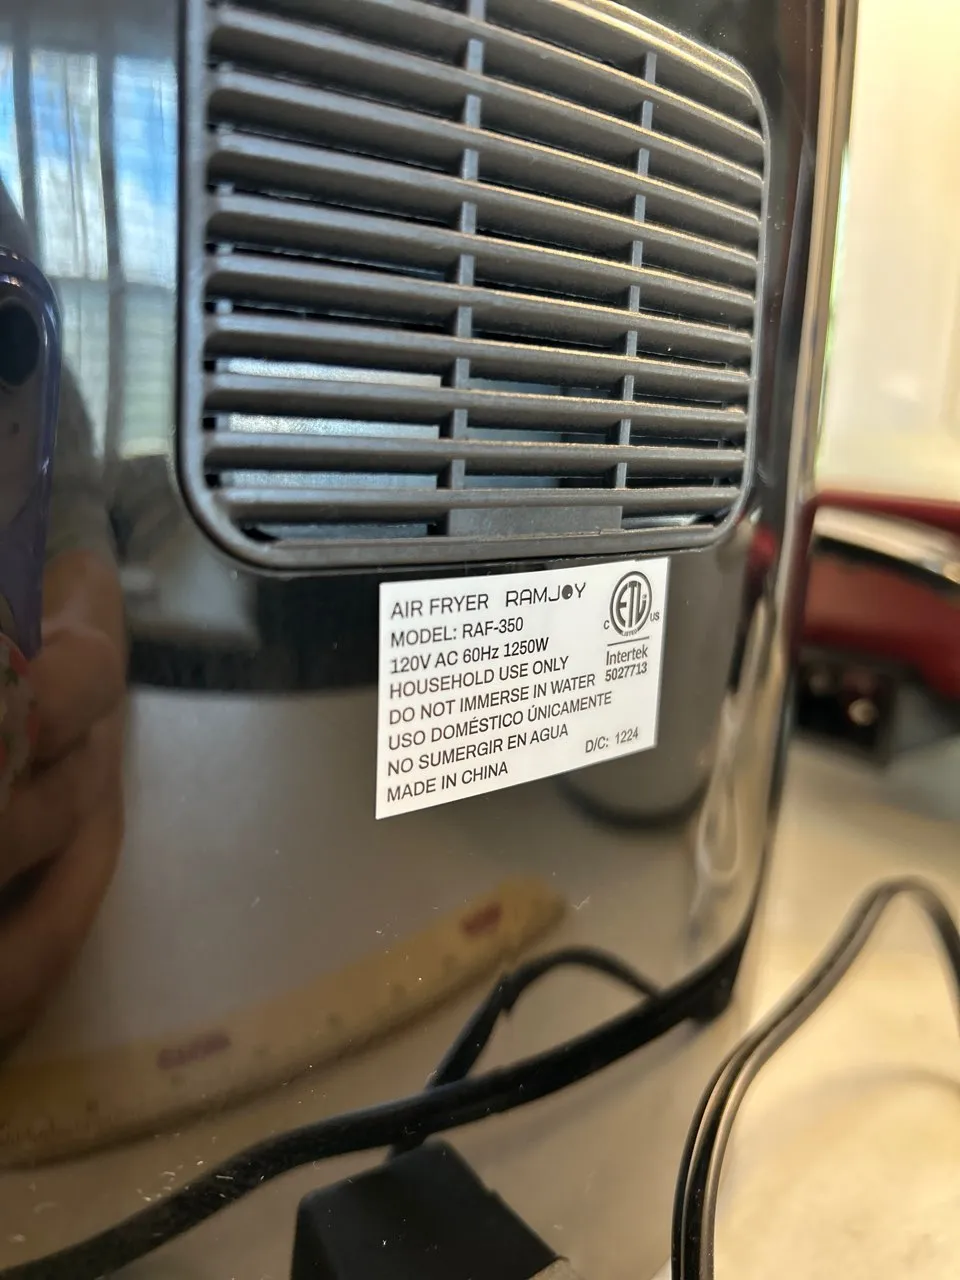 AIR FRYER RAMJOY
MODEL: RAF-350
120V AC 60Hz 1250W
HOUSEHOLD USE ONLY
DO NOT IMMERSE IN WATER
USO DOMÉSTICO ÚNICAMENTE
NO SUMERGIR EN AGUA
MADE IN CHINA
ETL
C US
LISTED
Intertek
5027713
D/C: 1224